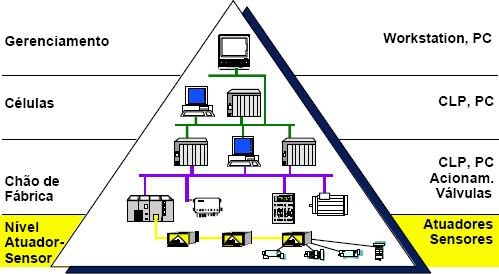 Gerenciamento
Workstation, PC
Células
CLP, PC
Chão de
Fábrica
CLP, PC
Acionam.
Válvulas
Nível
Atuador-
Sensor
Atuadores
Sensores